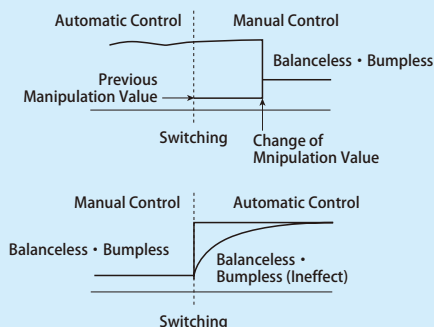 Automatic Control
Manual Control
Balanceless・Bumpless
Previous
Manipulation Value
Switching
Change of
Mnipulation Value
Manual Control
Automatic Control
Balanceless・Bumpless
Balanceless・
Bumpless (Ineffect)
Switching